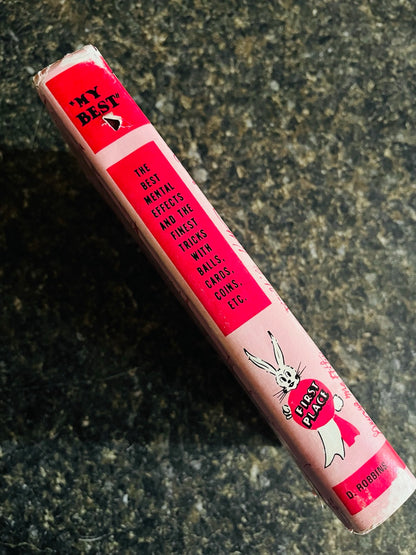 "MY
BEST"
THE
BEST
MENTAL
EFFECTS
AND THE
FINEST
TRICKS
WITH
BALLS,
CARDS,
COINS,
ETC.
FIRST
PLACE
D. ROBBINS